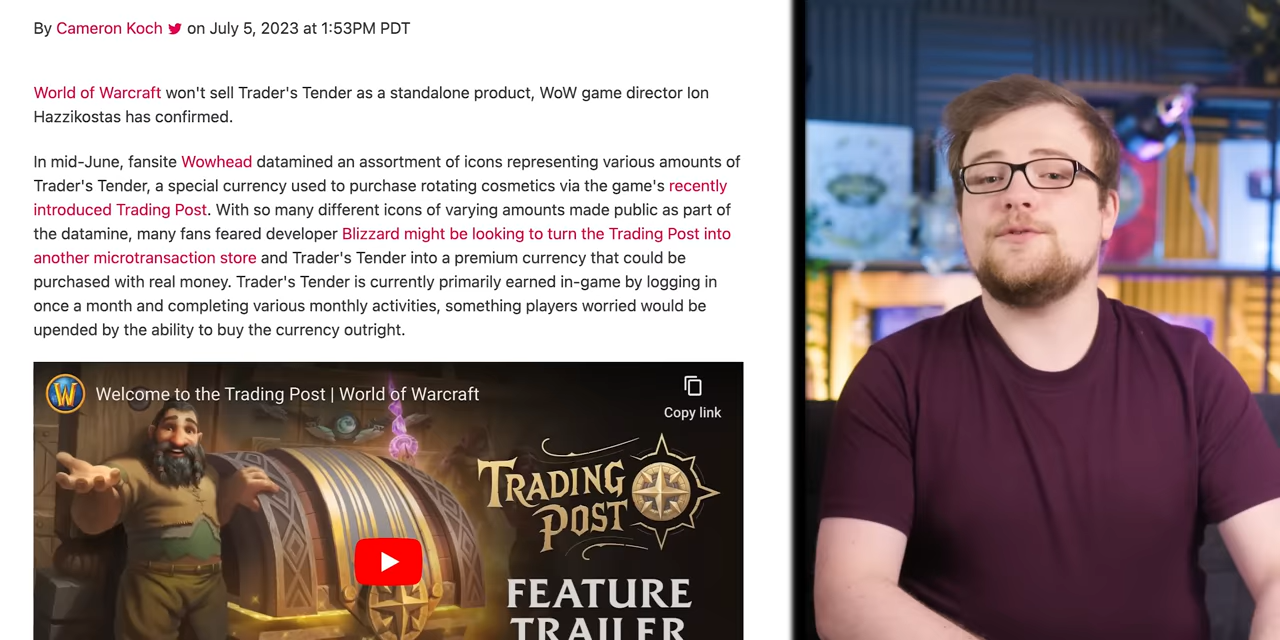 By Cameron Koch on July 5, 2023 at 1:53PM PDT
World of Warcraft won't sell Trader's Tender as a standalone product, WoW game director Ion
Hazzikostas has confirmed.
In mid-June, fansite Wowhead datamined an assortment of icons representing various amounts of
Trader's Tender, a special currency used to purchase rotating cosmetics via the game's recently
introduced Trading Post. With so many different icons of varying amounts made public as part of
the datamine, many fans feared developer Blizzard might be looking to turn the Trading Post into
another microtransaction store and Trader's Tender into a premium currency that could be
purchased with real money. Trader's Tender is currently primarily earned in-game by logging in
once a month and completing various monthly activities, something players worried would be
upended by the ability to buy the currency outright.
W
Welcome to the Trading Post | World of Warcraft
Copy link
TRADING
POST
FEATURE
TRAILER